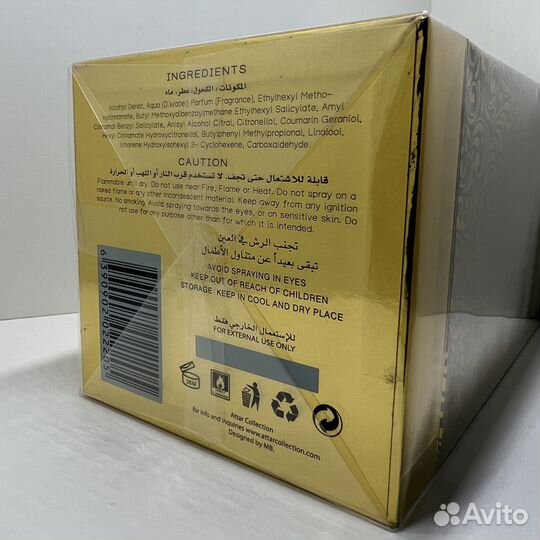 INGREDIENTS
المكونات: الكحول, عطر, ماء
Alcohol Denat, Aqua (D.Water) Parfum (Fragrance), Ethylhexyl Metho-
xycinnamate, Butyl Methoxydibenzoylmethane Ethylhexyl Salicylate, Amyl
Cinnamal Benzyl Salicylate, Anisyl Alcohol Citral, Citronellol, Coumarin Geraniol,
Hexyl Cinnamate Hydroxycitronellal, Butylphenyl Methylpropional, Linalool,
limonene Hydroxyisohexyl 3- Cyclohexene, Carboxaldehyde.
CAUTION
قابلة للاشتعال حتى تجف. لا تستخدم قرب النار أو اللهب أو الحرارة
Flammable until dry. Do not use near Fire, Flame or Heat. Do not spray on a
naked flame or any other incandescent material. Keep away from any ignition
source. No smoking. Avoid spraying towards the eyes, or on sensitive skin. Do
not use for any purpose other than for which it is intended.
تجنب الرش في العين
تبقى بعيداً عن متناول الأطفال
AVOID SPRAYING IN EYES
KEEP OUT OF REACH OF CHILDREN
STORAGE: KEEP IN COOL AND DRY PLACE
للإستعمال الخارجي فقط
FOR EXTERNAL USE ONLY
Attar Collection
for info and inquiries www.attarcollection.com
Designed by MB.
Avito